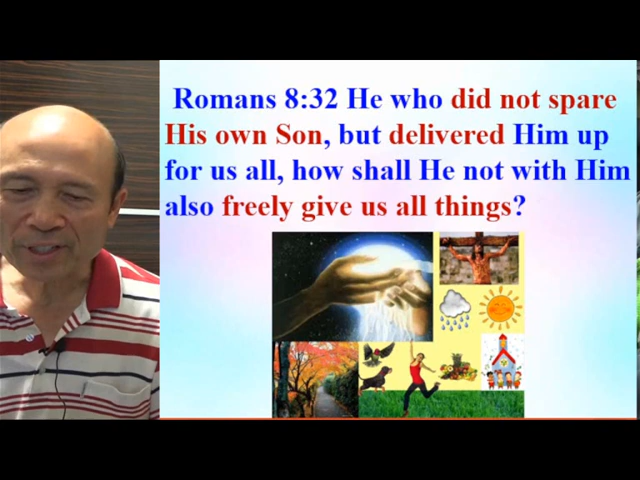 Romans 8:32 He who did not spare
His own Son, but delivered Him up
for us all, how shall He not with Him
also freely give us all things?